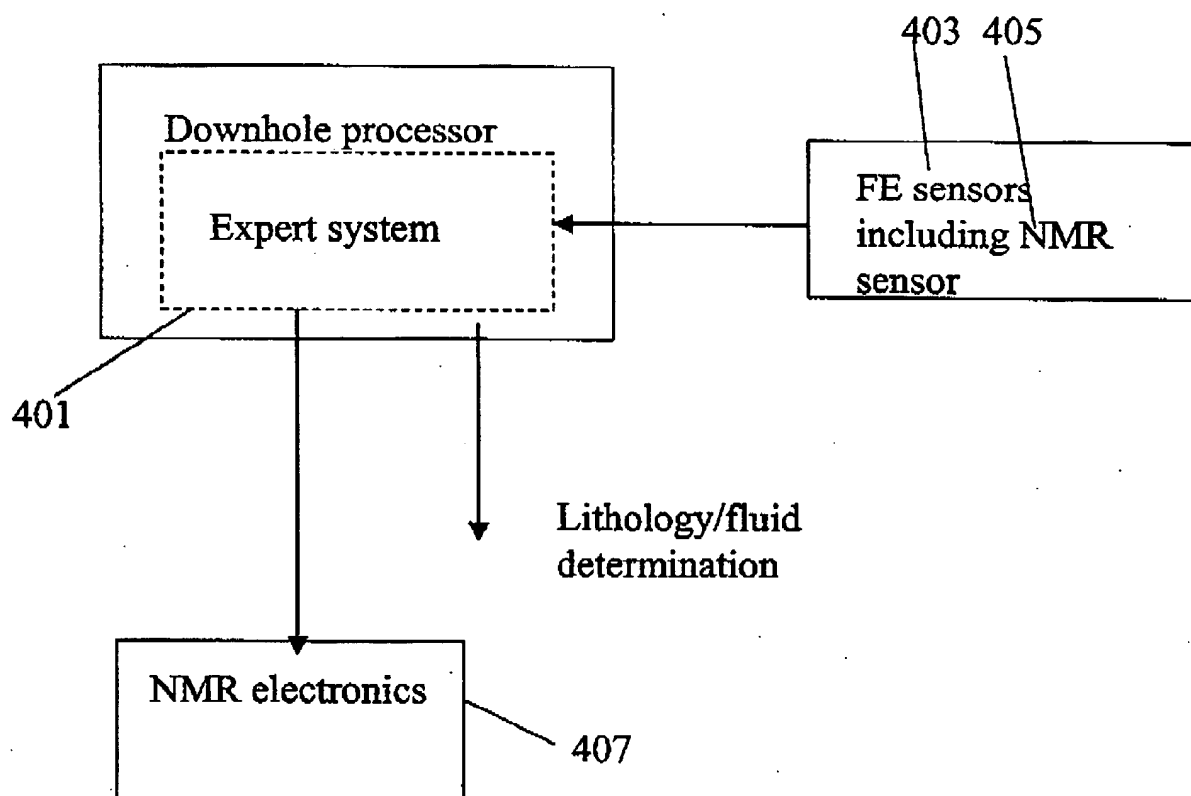 403 405
Downhole processor
Expert system
FE sensors
including NMR
sensor
401
Lithology/fluid
determination
NMR electronics
407